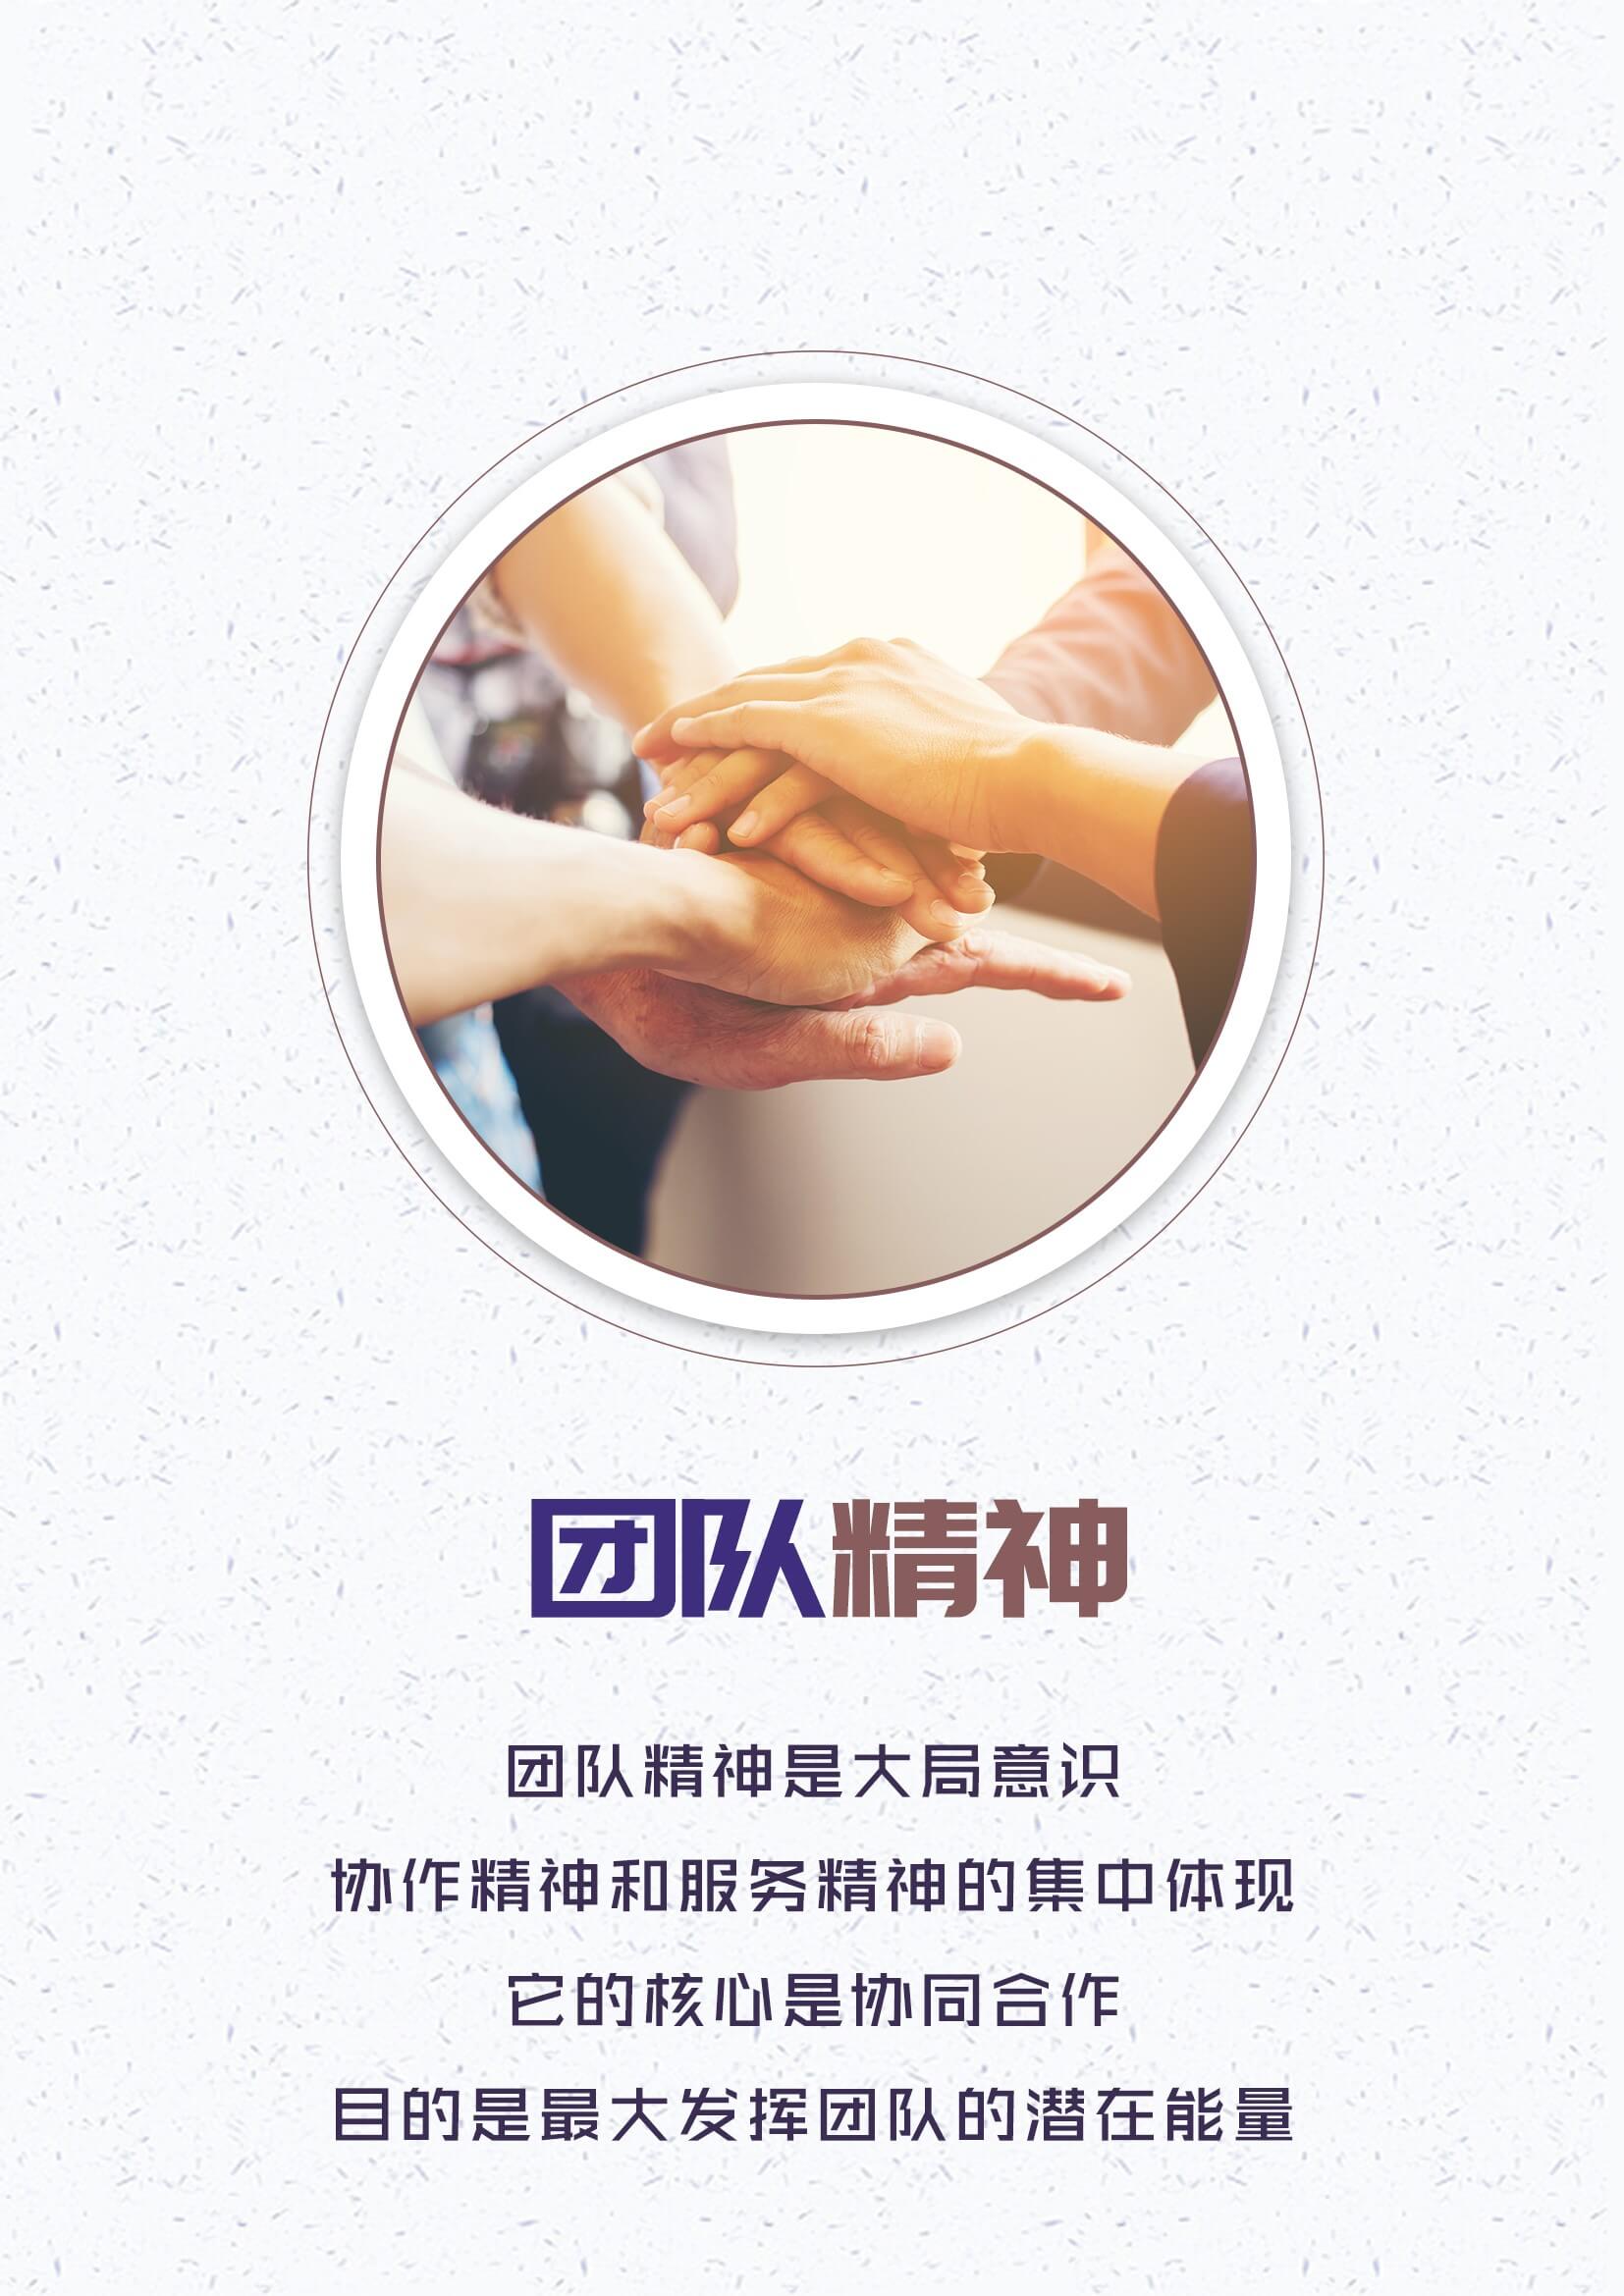 团队精神
团队精神是大局意识
协作精神和服务精神的集中体现
它的核心是协同合作
目的是最大发挥团队的潜在能量